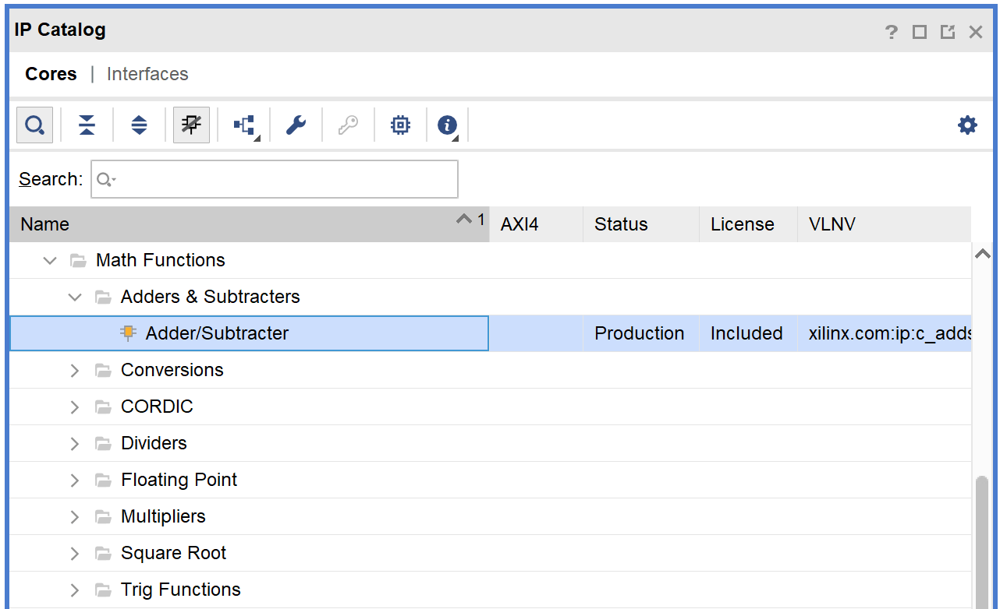 IP Catalog
Cores | Interfaces
Search:
Name 1 AXI4 Status License VLNV
Math Functions
Adders & Subtracters
Adder/Subtracter Production Included xilinx.com:ip:c_adds
Conversions
CORDIC
Dividers
Floating Point
Multipliers
Square Root
Trig Functions